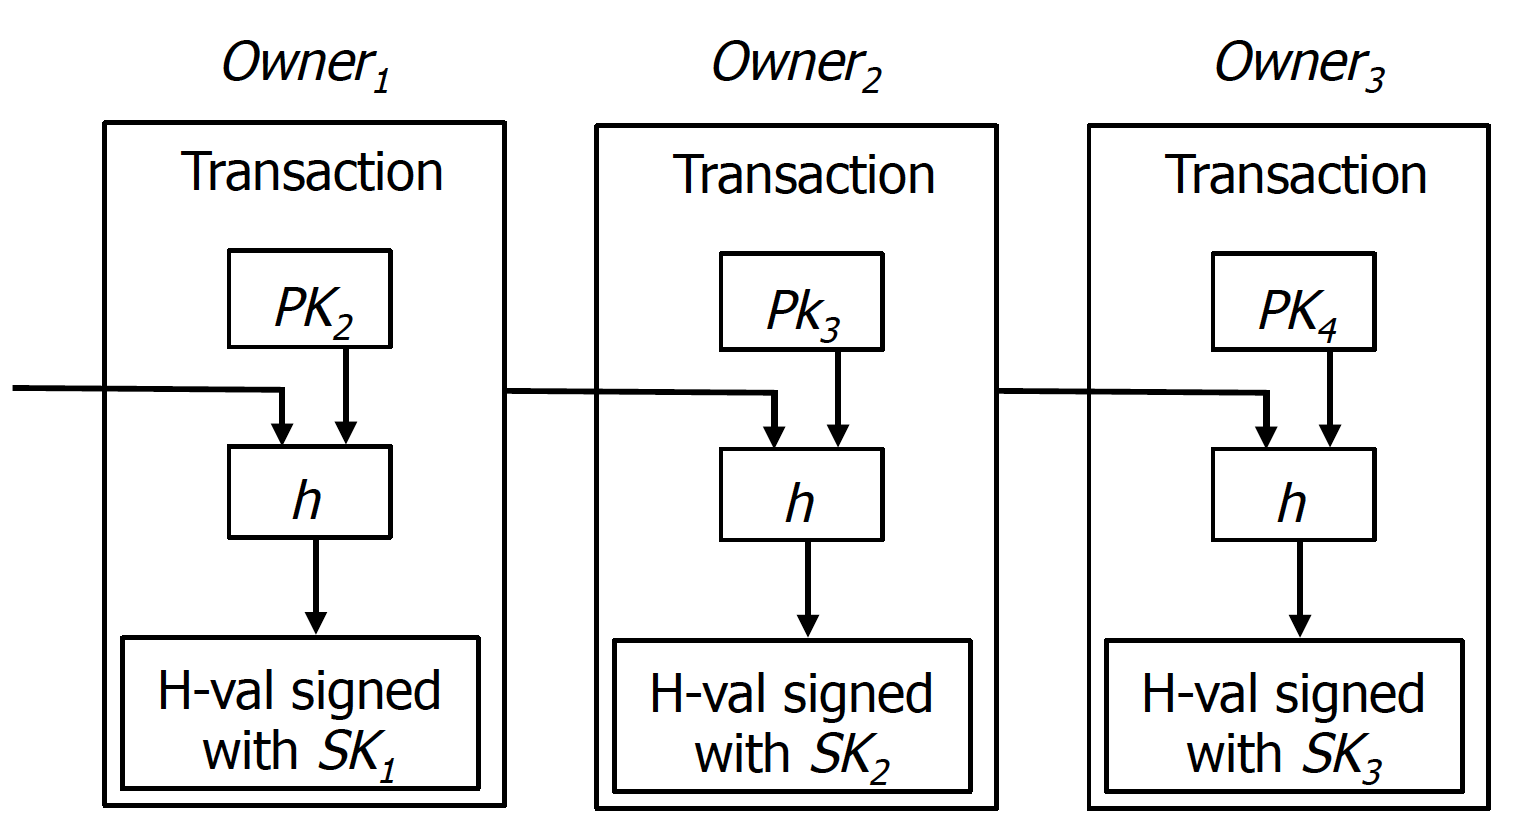 Owner1
Owner2
Owner3
Transaction
Transaction
Transaction
PK2
Pk3
PK4
h
h
h
H-val signed
with SK1
H-val signed
with SK2
H-val signed
with SK3